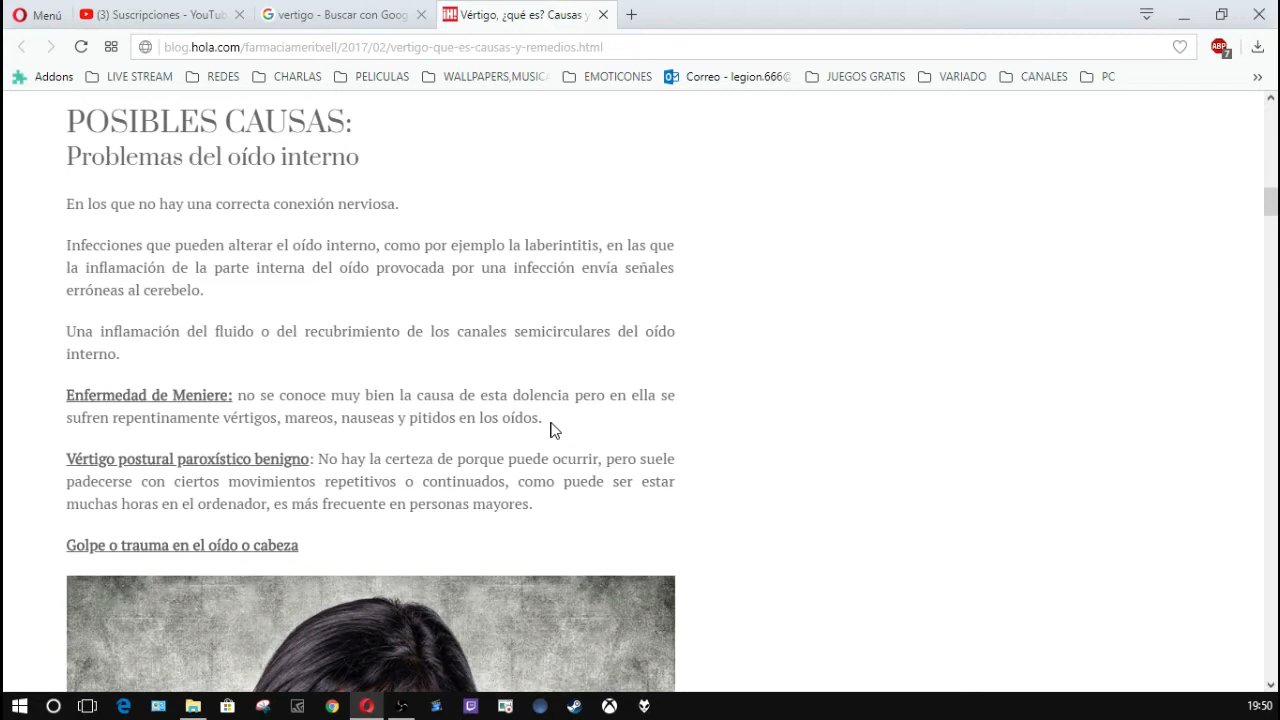 Menú
(3) Suscripciones - YouTub
vertigo - Buscar con Goog
¡H!
Vértigo, ¿qué es? Causas y
blog.hola.com/farmaciameritxell/2017/02/vertigo-que-es-causas-y-remedios.html
ABP
7
Addons
LIVE STREAM
REDES
CHARLAS
PELICULAS
WALLPAPERS,MUSICA
EMOTICONES
Correo - legion.666@
JUEGOS GRATIS
VARIADO
CANALES
PC
»
POSIBLES CAUSAS:
Problemas del oído interno
En los que no hay una correcta conexión nerviosa.
Infecciones que pueden alterar el oído interno, como por ejemplo la laberintitis, en las que
la inflamación de la parte interna del oído provocada por una infección envía señales
erróneas al cerebelo.
Una inflamación del fluido o del recubrimiento de los canales semicirculares del oído
interno.
Enfermedad de Meniere: no se conoce muy bien la causa de esta dolencia pero en ella se
sufren repentinamente vértigos, mareos, nauseas y pitidos en los oídos.
Vértigo postural paroxístico benigno: No hay la certeza de porque puede ocurrir, pero suele
padecerse con ciertos movimientos repetitivos o continuados, como puede ser estar
muchas horas en el ordenador, es más frecuente en personas mayores.
Golpe o trauma en el oído o cabeza
19:50